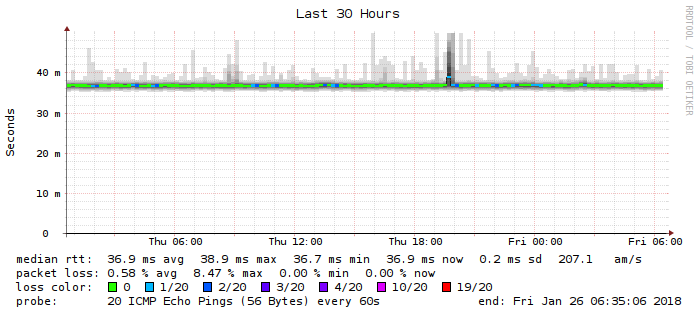 Last 30 Hours
RRDTOOL / TOBI OETIKER
Seconds
40 m
30 m
20 m
10 m
0
Thu 06:00 Thu 12:00 Thu 18:00 Fri 00:00 Fri 06:00
median rtt: 36.9 ms avg 38.9 ms max 36.7 ms min 36.9 ms now 0.2 ms sd 207.1 am/s
packet loss: 0.58 % avg 8.47 % max 0.00 % min 0.00 % now
loss color: 0 1/20 2/20 3/20 4/20 10/20 19/20
probe: 20 ICMP Echo Pings (56 Bytes) every 60s end: Fri Jan 26 06:35:06 2018